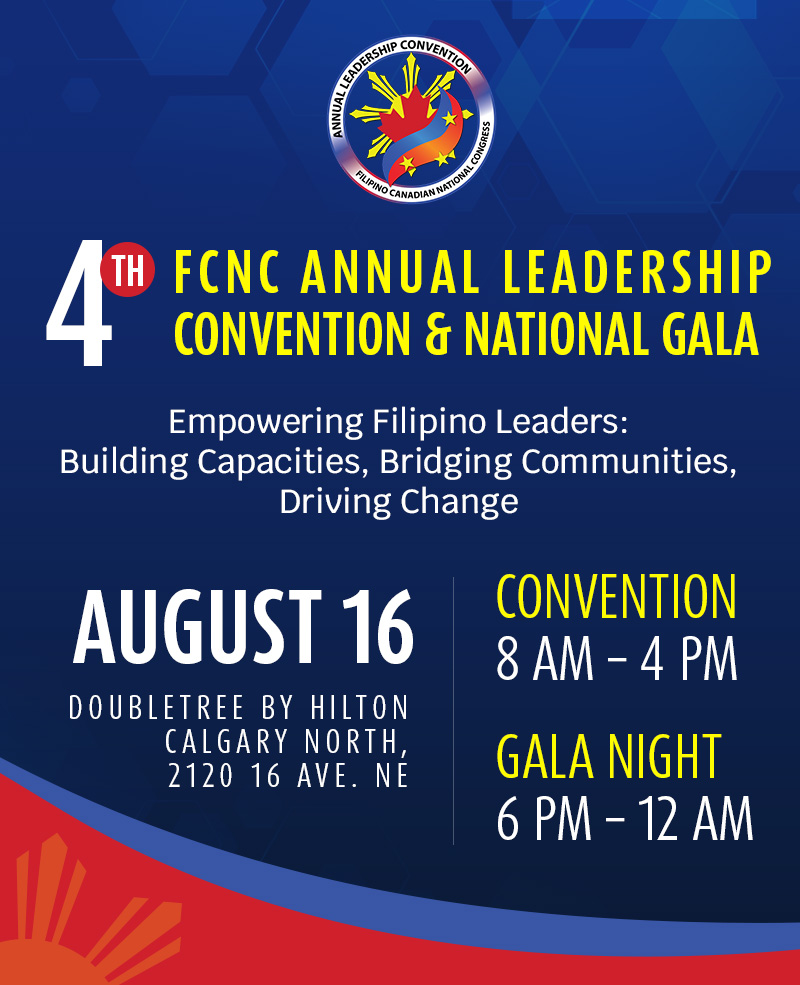 ANNUAL LEADERSHIP CONVENTION
FILIPINO CANADIAN NATIONAL CONGRESS
4TH FCNC ANNUAL LEADERSHIP
CONVENTION & NATIONAL GALA
Empowering Filipino Leaders:
Building Capacities, Bridging Communities,
Driving Change
AUGUST 16
DOUBLETREE BY HILTON
CALGARY NORTH,
2120 16 AVE. NE
CONVENTION
8 AM – 4 PM
GALA NIGHT
6 PM – 12 AM